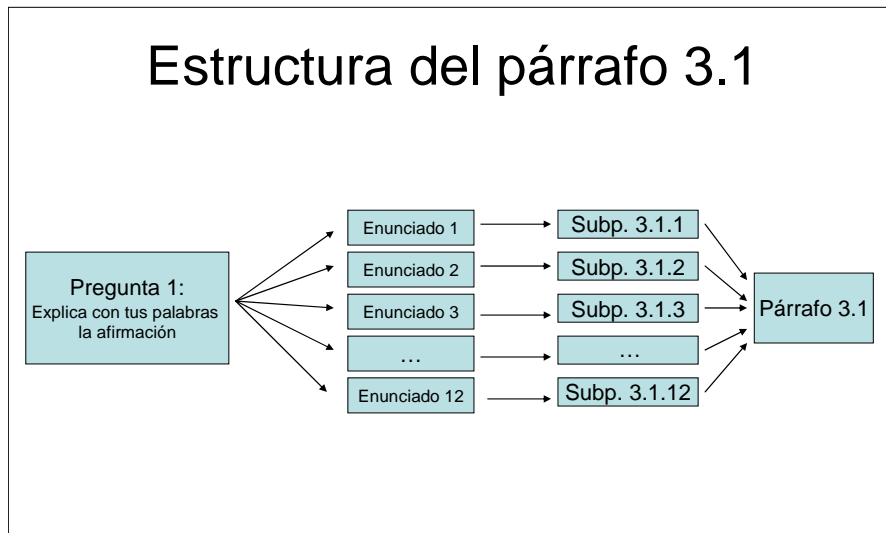 Estructura del párrafo 3.1
Pregunta 1:
Explica con tus palabras
la afirmación
Enunciado 1
Enunciado 2
Enunciado 3
…
Enunciado 12
Subp. 3.1.1
Subp. 3.1.2
Subp. 3.1.3
…
Subp. 3.1.12
Párrafo 3.1